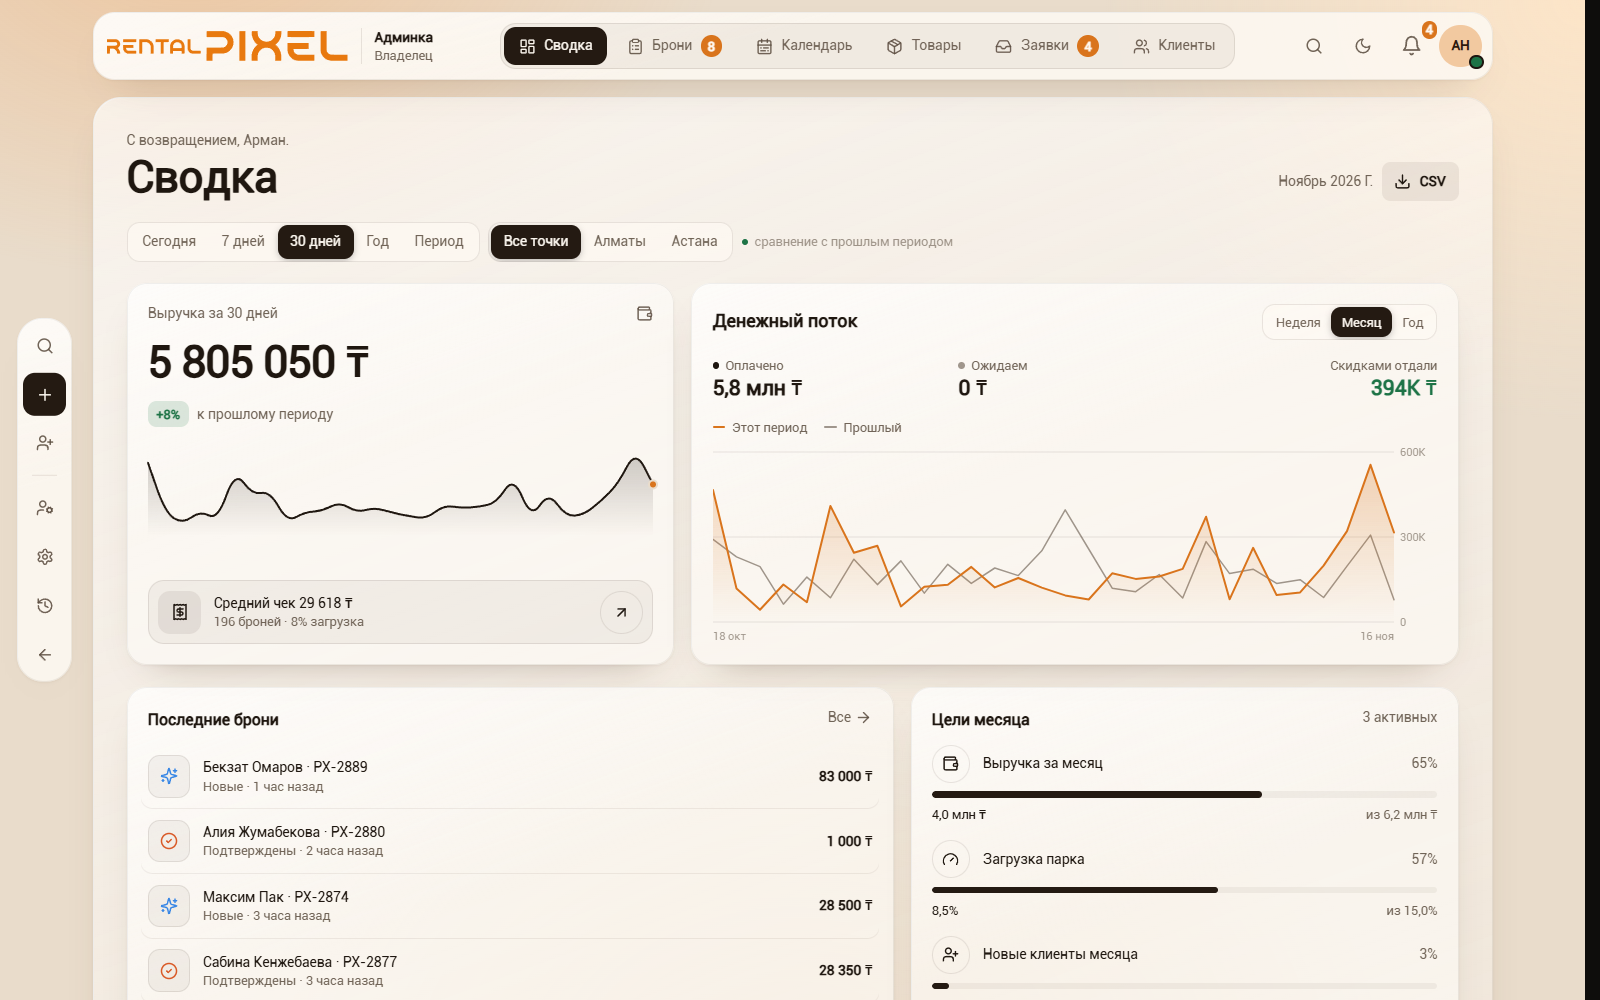 RENTAL PIXEL
Админка
Владелец
Сводка
Брони 8
Календарь
Товары
Заявки 4
Клиенты
4
АН
С возвращением, Арман.
Сводка
Ноябрь 2026 Г.
CSV
Сегодня
7 дней
30 дней
Год
Период
Все точки
Алматы
Астана
сравнение с прошлым периодом
Выручка за 30 дней
5 805 050 ₸
+8% к прошлому периоду
Средний чек 29 618 ₸
196 броней · 8% загрузка
Денежный поток
Неделя
Месяц
Год
Оплачено
5,8 млн ₸
Ожидаем
0 ₸
Скидками отдали
394K ₸
Этот период
Прошлый
600K
300K
0
18 окт
16 ноя
Последние брони
Все
Бекзат Омаров · PX-2889
Новые · 1 час назад
83 000 ₸
Алия Жумабекова · PX-2880
Подтверждены · 2 часа назад
1 000 ₸
Максим Пак · PX-2874
Новые · 3 часа назад
28 500 ₸
Сабина Кенжебаева · PX-2877
Подтверждены · 3 часа назад
28 350 ₸
Цели месяца
3 активных
Выручка за месяц
65%
4,0 млн ₸
из 6,2 млн ₸
Загрузка парка
57%
8,5%
из 15,0%
Новые клиенты месяца
3%